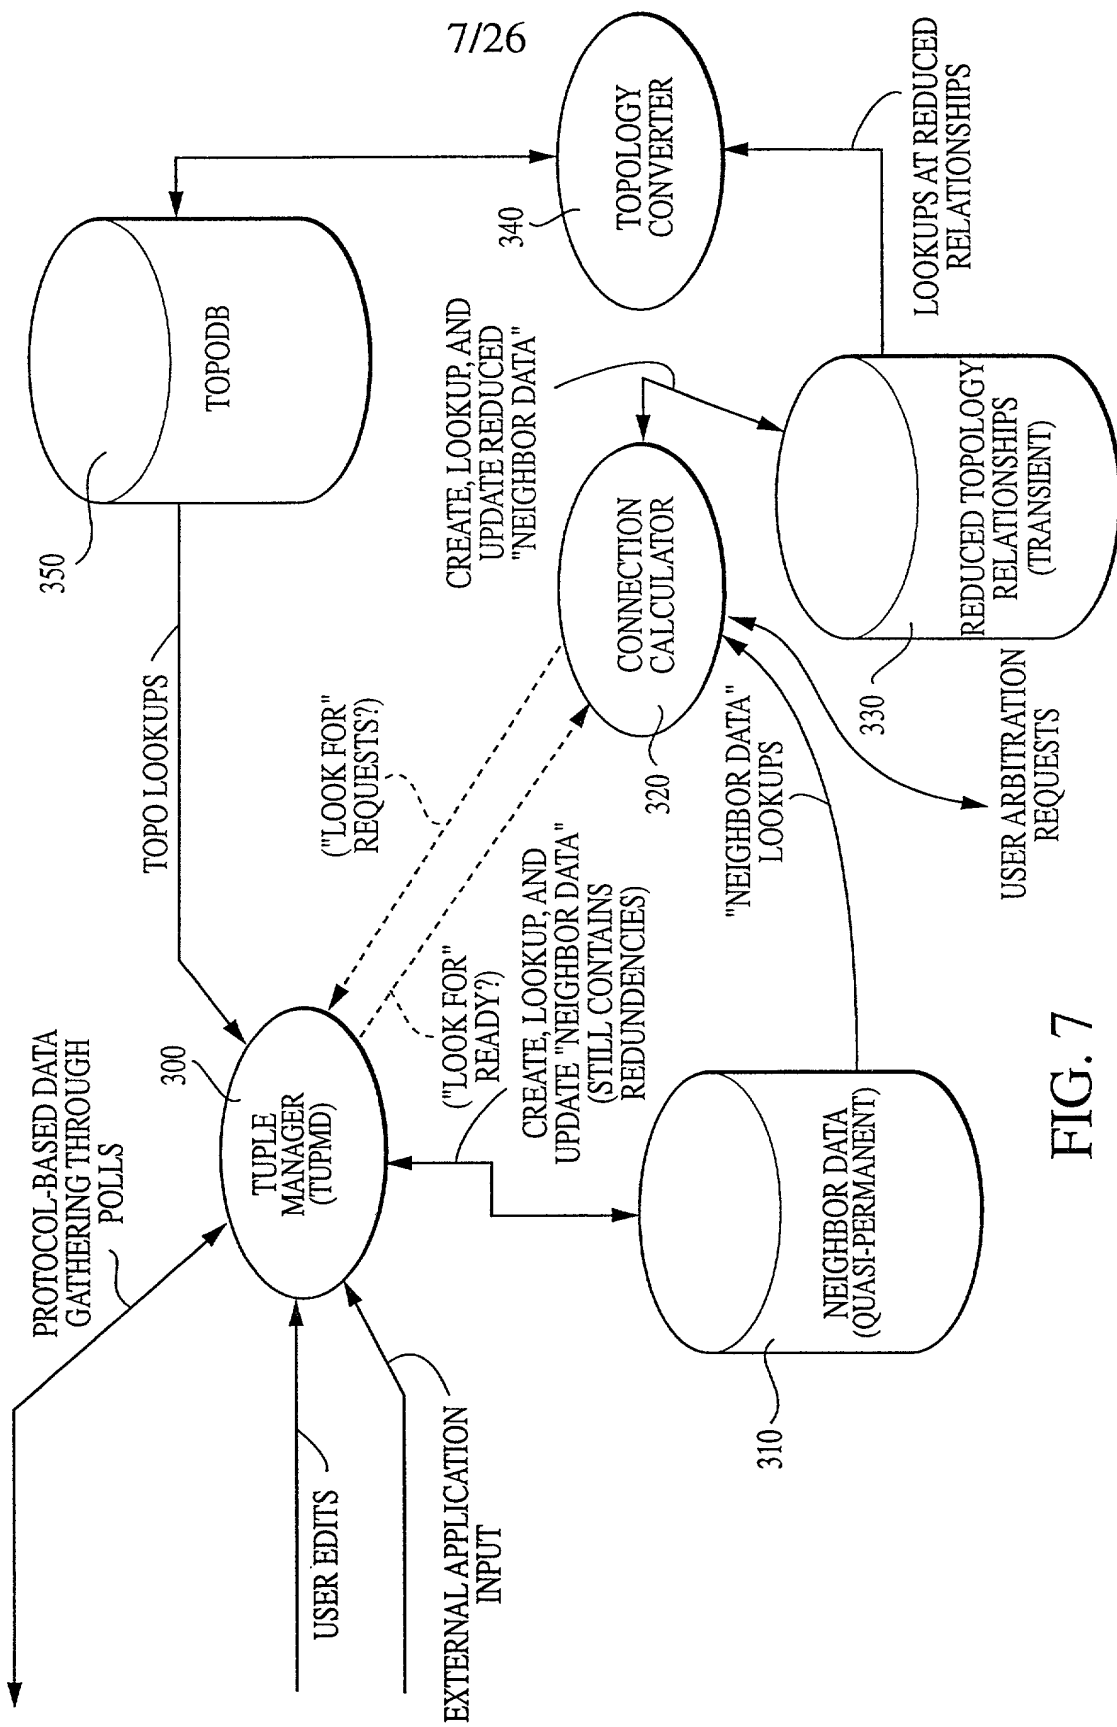 7/26
PROTOCOL-BASED DATA
GATHERING THROUGH
POLLS
USER EDITS
EXTERNAL APPLICATION
INPUT
300
TUPLE
MANAGER
(TUPMD)
TOPO LOOKUPS
350
TOPODB
("LOOK FOR"
REQUESTS?)
("LOOK FOR"
READY?)
CREATE, LOOKUP, AND
UPDATE "NEIGHBOR DATA"
(STILL CONTAINS
REDUNDENCIES)
310
NEIGHBOR DATA
(QUASI-PERMANENT)
"NEIGHBOR DATA"
LOOKUPS
320
CONNECTION
CALCULATOR
CREATE, LOOKUP, AND
UPDATE REDUCED
"NEIGHBOR DATA"
340
TOPOLOGY
CONVERTER
LOOKUPS AT REDUCED
RELATIONSHIPS
330
REDUCED TOPOLOGY
RELATIONSHIPS
(TRANSIENT)
USER ARBITRATION
REQUESTS
FIG. 7